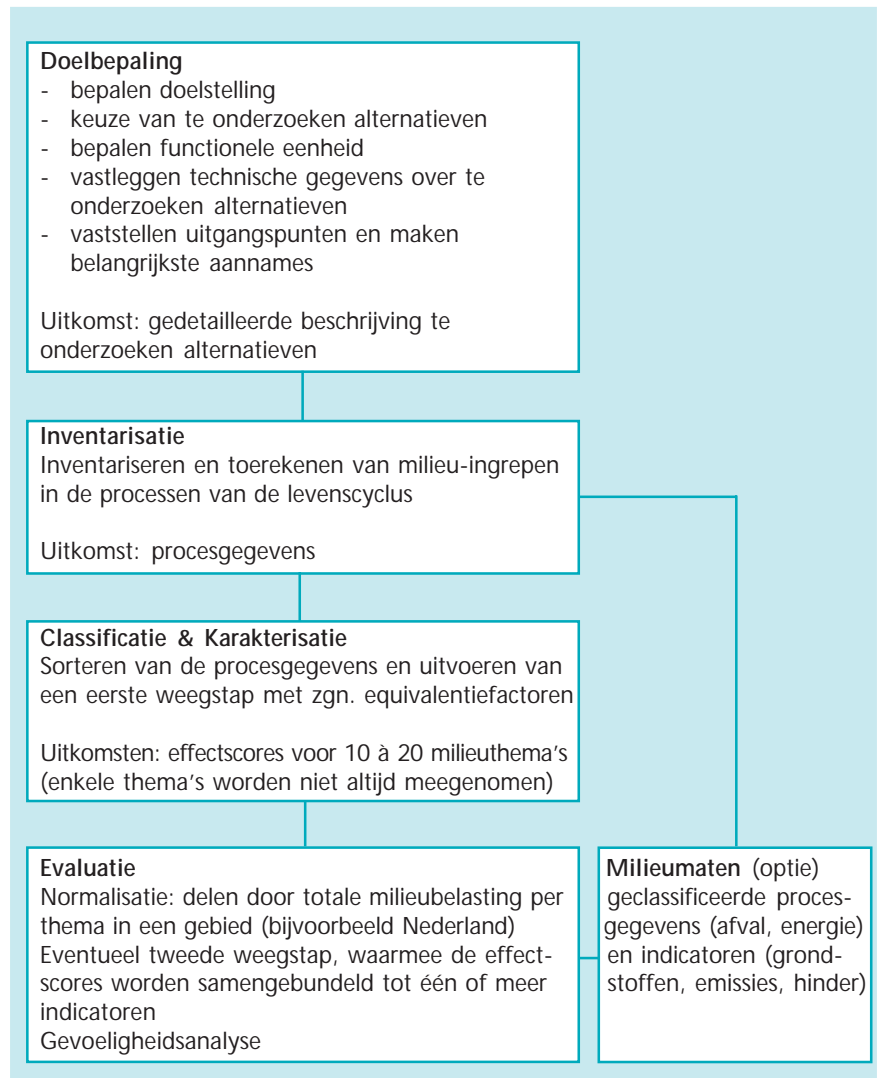 Doelbepaling
- bepalen doelstelling
- keuze van te onderzoeken alternatieven
- bepalen functionele eenheid
- vastleggen technische gegevens over te
onderzoeken alternatieven
- vaststellen uitgangspunten en maken
belangrijkste aannames
Uitkomst: gedetailleerde beschrijving te
onderzoeken alternatieven
Inventarisatie
Inventariseren en toerekenen van milieu-ingrepen
in de processen van de levenscyclus
Uitkomst: procesgegevens
Classificatie & Karakterisatie
Sorteren van de procesgegevens en uitvoeren van
een eerste weegstap met zgn. equivalentiefactoren
Uitkomsten: effectscores voor 10 à 20 milieuthema's
(enkele thema's worden niet altijd meegenomen)
Evaluatie
Normalisatie: delen door totale milieubelasting per
thema in een gebied (bijvoorbeeld Nederland)
Eventueel tweede weegstap, waarmee de effect-
scores worden samengebundeld tot één of meer
indicatoren
Gevoeligheidsanalyse
Milieumaten (optie)
geclassificeerde proces-
gegevens (afval, energie)
en indicatoren (grond-
stoffen, emissies, hinder)